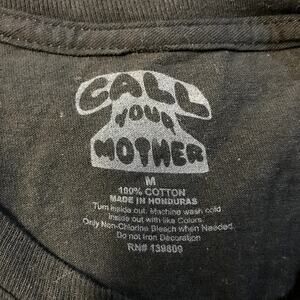 CALL
YOUR
MOTHER
M
100% COTTON
MADE IN HONDURAS
Turn inside out. Machine wash cold
inside out with like Colors.
Only Non-Chlorine Bleach when Needed.
Do not Iron Decoration
RN# 139809